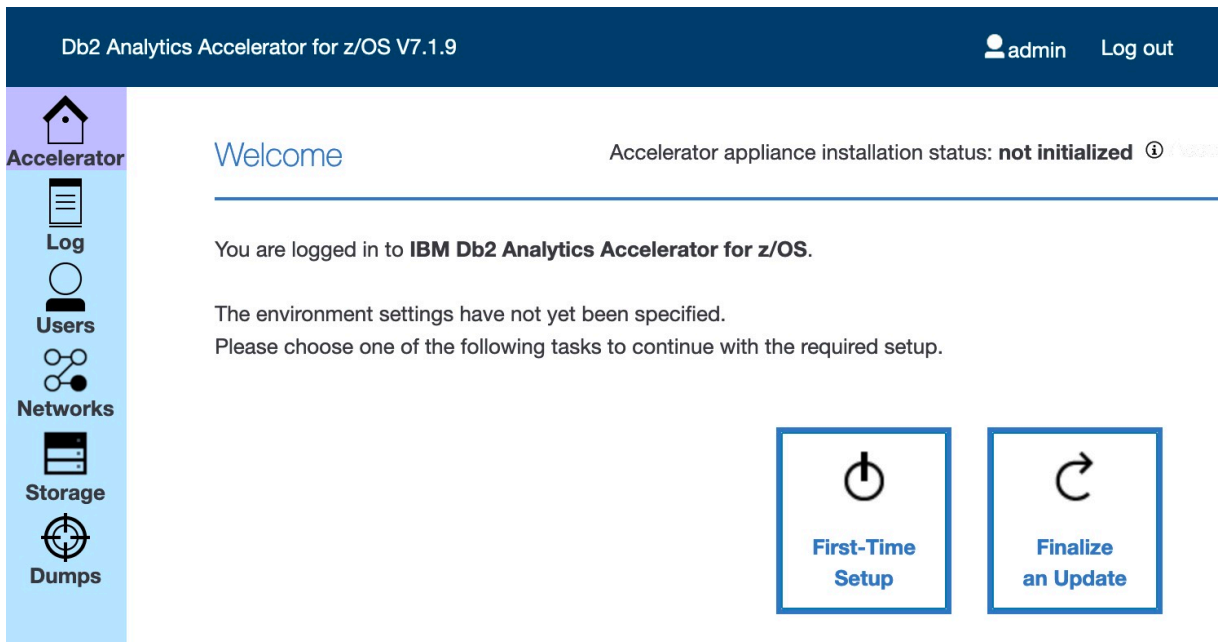 Db2 Analytics Accelerator for z/OS V7.1.9
admin
Log out
Accelerator
Log
Users
Networks
Storage
Dumps
Welcome
Accelerator appliance installation status: not initialized
You are logged in to IBM Db2 Analytics Accelerator for z/OS.
The environment settings have not yet been specified.
Please choose one of the following tasks to continue with the required setup.
First-Time
Setup
Finalize
an Update